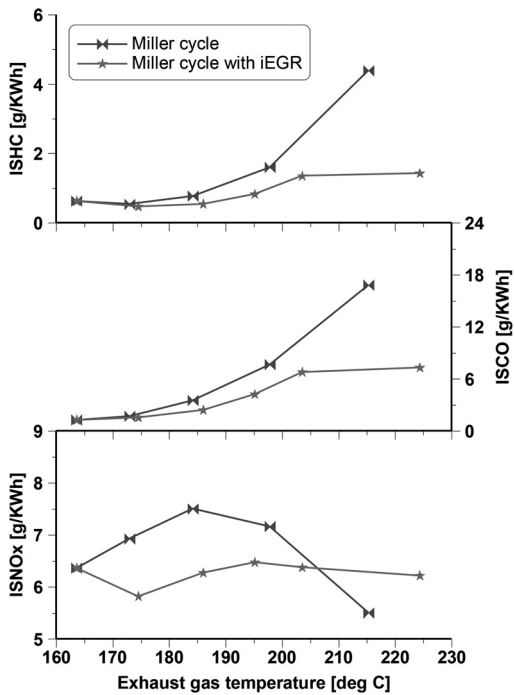 6
4
2
0
ISHC [g/KWh]
Miller cycle
Miller cycle with iEGR
24
18
12
6
0
ISCO [g/KWh]
9
8
7
6
5
ISNOx [g/KWh]
160 170 180 190 200 210 220 230
Exhaust gas temperature [deg C]